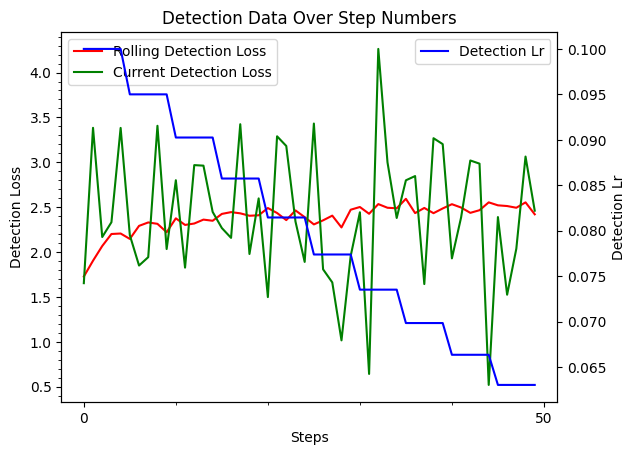 Detection Data Over Step Numbers
Rolling Detection Loss
Current Detection Loss
Detection Lr
4.0
3.5
3.0
2.5
2.0
1.5
1.0
0.5
Detection Loss
0.100
0.095
0.090
0.085
0.080
0.075
0.070
0.065
Detection Lr
0
50
Steps